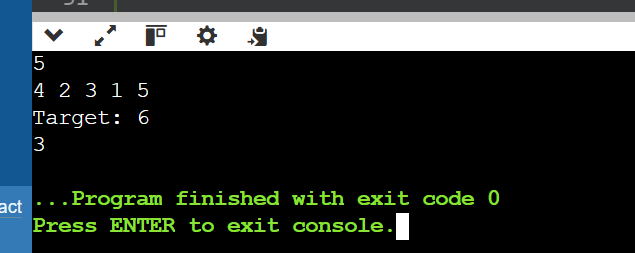 5
4 2 3 1 5
Target: 6
3
...Program finished with exit code 0
Press ENTER to exit console.
act